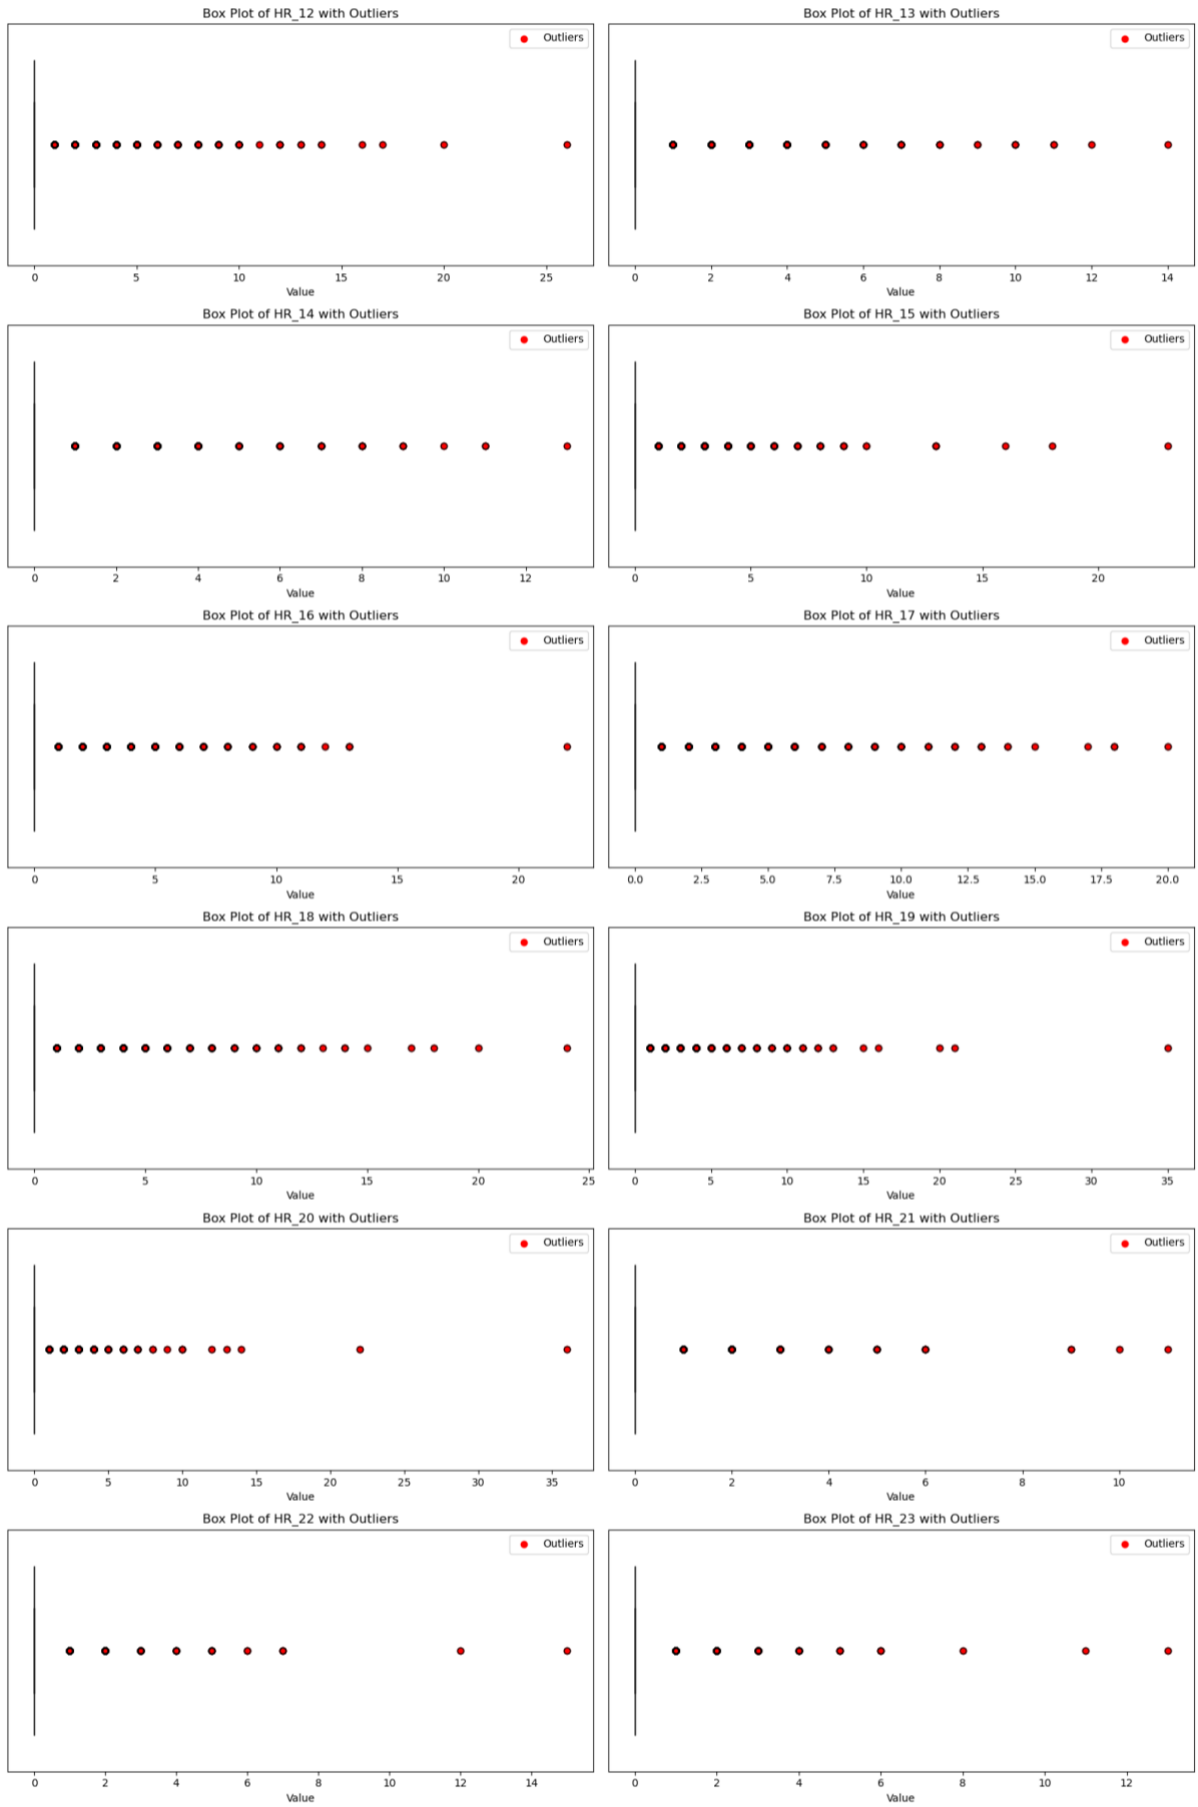 Box Plot of HR_12 with Outliers
Outliers
0 5 10 15 20 25
Value
Box Plot of HR_13 with Outliers
Outliers
0 2 4 6 8 10 12 14
Value
Box Plot of HR_14 with Outliers
Outliers
0 2 4 6 8 10 12
Value
Box Plot of HR_15 with Outliers
Outliers
0 5 10 15 20
Value
Box Plot of HR_16 with Outliers
Outliers
0 5 10 15 20
Value
Box Plot of HR_17 with Outliers
Outliers
0.0 2.5 5.0 7.5 10.0 12.5 15.0 17.5 20.0
Value
Box Plot of HR_18 with Outliers
Outliers
0 5 10 15 20 25
Value
Box Plot of HR_19 with Outliers
Outliers
0 5 10 15 20 25 30 35
Value
Box Plot of HR_20 with Outliers
Outliers
0 5 10 15 20 25 30 35
Value
Box Plot of HR_21 with Outliers
Outliers
0 2 4 6 8 10
Value
Box Plot of HR_22 with Outliers
Outliers
0 2 4 6 8 10 12 14
Value
Box Plot of HR_23 with Outliers
Outliers
0 2 4 6 8 10 12
Value